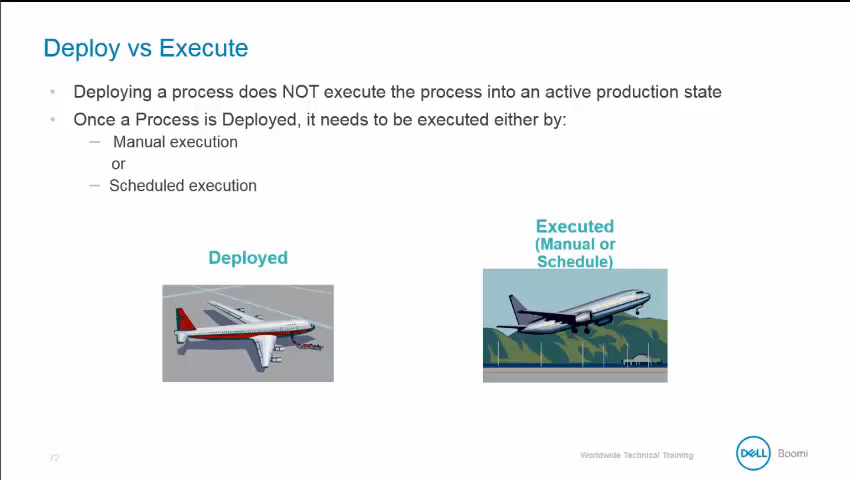 Deploy vs Execute
Deploying a process does NOT execute the process into an active production state
Once a Process is Deployed, it needs to be executed either by:
Manual execution
or
Scheduled execution
Deployed
Executed
(Manual or
Schedule)
72
Worldwide Technical Training
DELL
Boomi